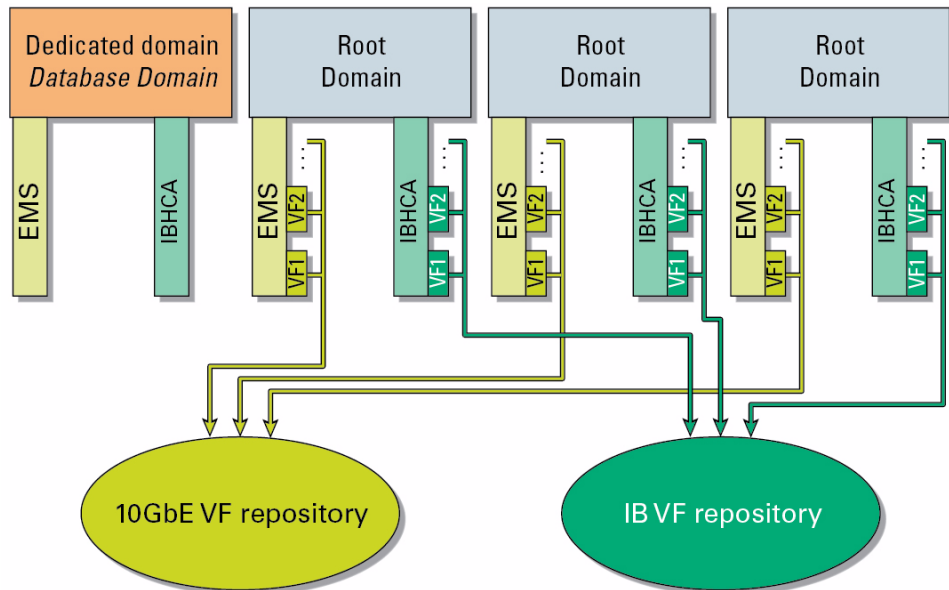 Dedicated domain
Database Domain
Root
Domain
Root
Domain
Root
Domain
EMS
IBHCA
EMS
VF2
VF1
...
IBHCA
VF2
VF1
...
EMS
VF2
VF1
...
IBHCA
VF2
VF1
...
EMS
VF2
VF1
...
IBHCA
VF2
VF1
...
10GbE VF repository
IB VF repository